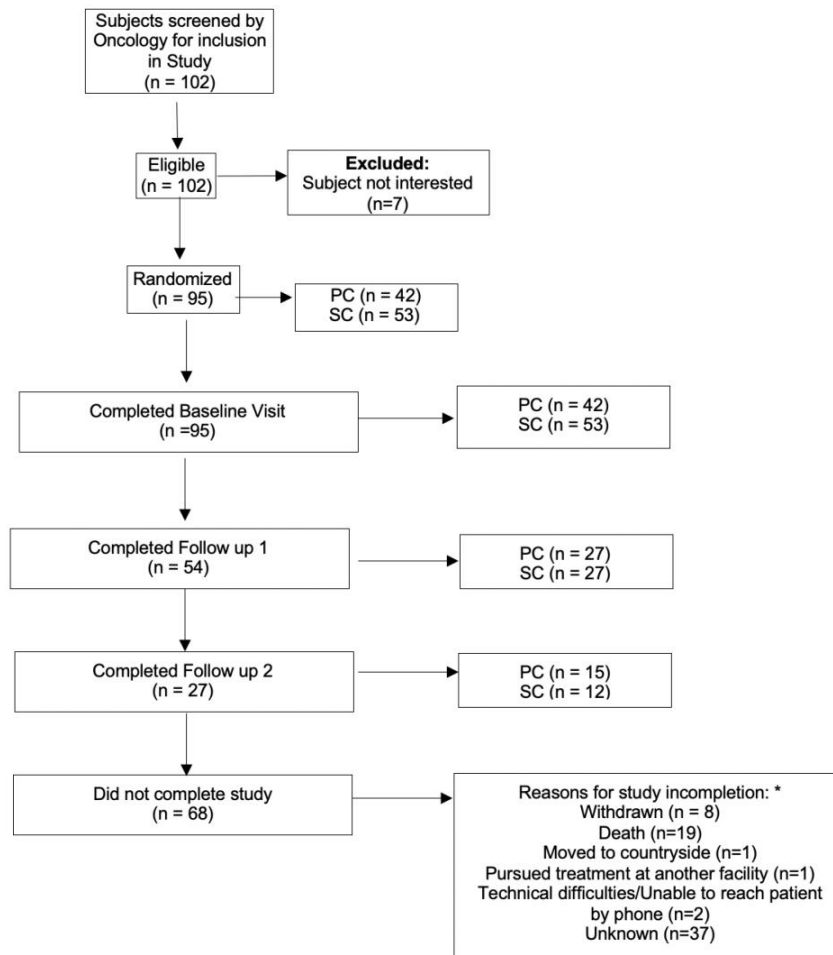 Subjects screened by
Oncology for inclusion
in Study
(n = 102)
Eligible
(n = 102)
Excluded:
Subject not interested
(n=7)
Randomized
(n = 95)
PC (n = 42)
SC (n = 53)
Completed Baseline Visit
(n =95)
PC (n = 42)
SC (n = 53)
Completed Follow up 1
(n = 54)
PC (n = 27)
SC (n = 27)
Completed Follow up 2
(n = 27)
PC (n = 15)
SC (n = 12)
Did not complete study
(n = 68)
Reasons for study incompletion: *
Withdrawn (n = 8)
Death (n=19)
Moved to countryside (n=1)
Pursued treatment at another facility (n=1)
Technical difficulties/Unable to reach patient
by phone (n=2)
Unknown (n=37)